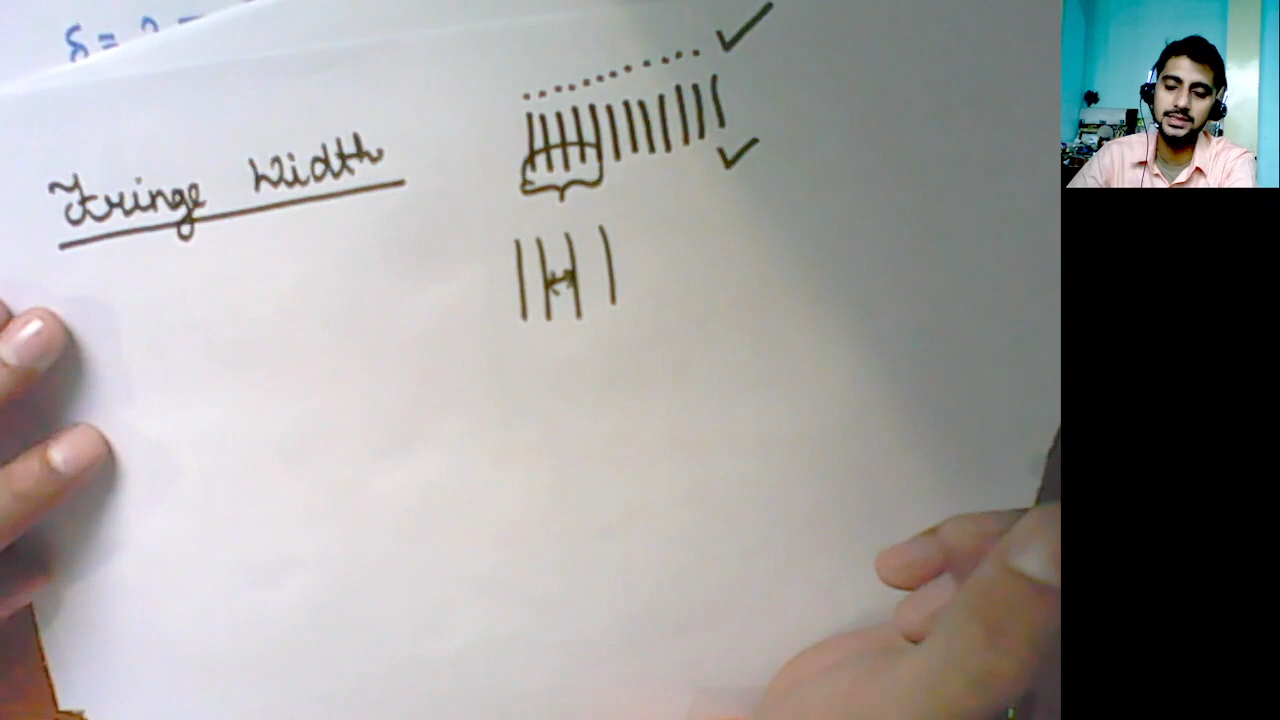 δ =
Fringe Width